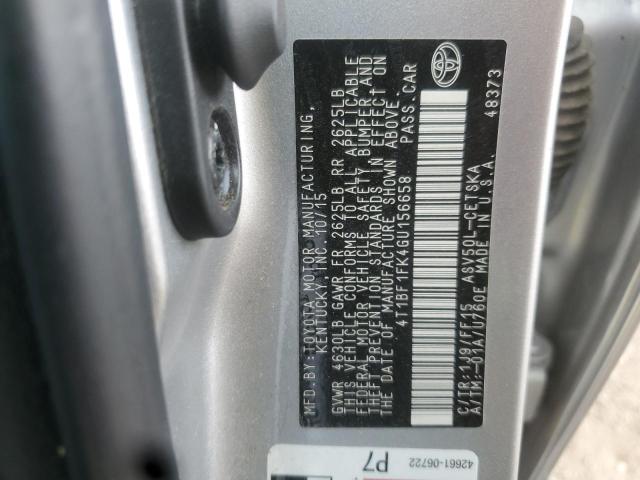 MFD.BY:TOYOTA MOTOR MANUFACTURING,
KENTUCKY, INC. 10/15
GVWR 4630LB GAWR FR 2625LB RR 2625LB
THIS VEHICLE CONFORMS TO ALL APPLICABLE
FEDERAL MOTOR VEHICLE SAFETY, BUMPER AND
THEFT PREVENTION STANDARDS IN EFFECT ON
THE DATE OF MANUFACTURE SHOWN ABOVE.
4T1BF1FK4GU156658 PASS.CAR
C/TR:1J9/FF15 ASV50L-CETSKA
A/TM:-01A/U760E MADE IN U.S.A.
48373
42661-06722
P7